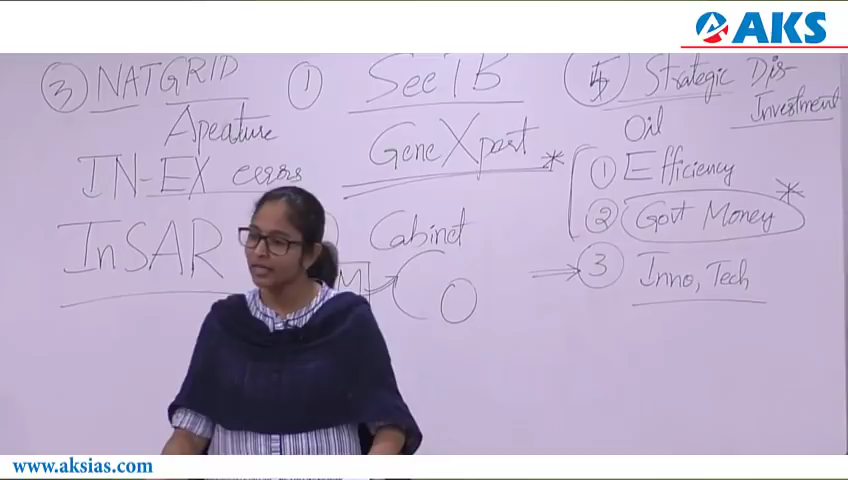 AKS
③ NATGRID
Apeature
IN-EX errors
InSAR
① See TB
GeneXpert *
Cabinet
M
④ Strategic Dis-
Investment
Oil
① Efficiency
② Govt Money *
③ Inno, Tech
www.aksias.com